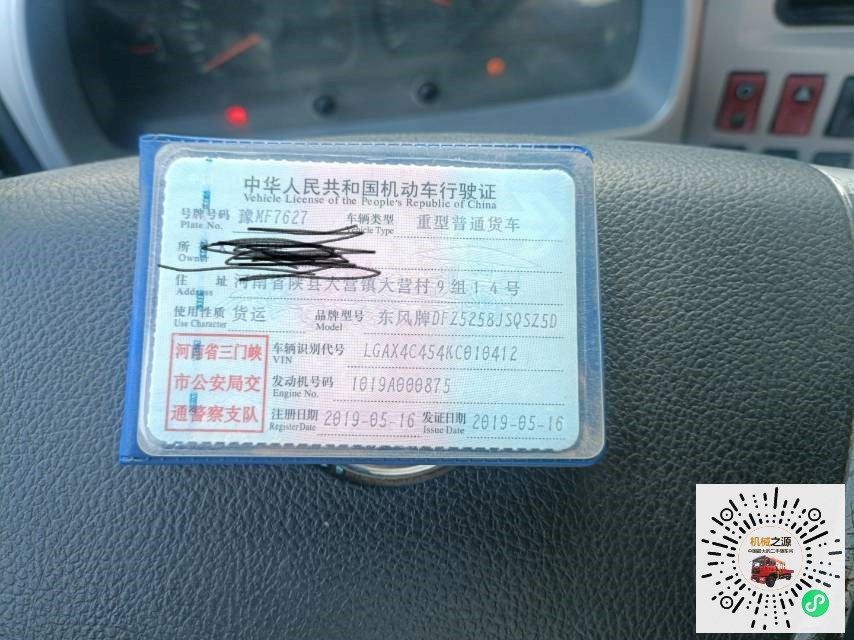 中华人民共和国机动车行驶证
Vehicle License of the People's Republic of China
号牌号码 豫MF7627 车辆类型 重型普通货车
Plate No. Vehicle Type
所
Owner
住 址 河南省陕县大营镇大营村9组14号
Address
使用性质 货运 品牌型号 东风牌DFZ5258JSQSZ5D
Use Character Model
河南省三门峡
市公安局交
通警察支队
车辆识别代号 LGAX4C454KC010412
VIN
发动机号码 I019A000875
Engine No.
注册日期 2019-05-16 发证日期 2019-05-16
Register Date Issue Date
机械之源